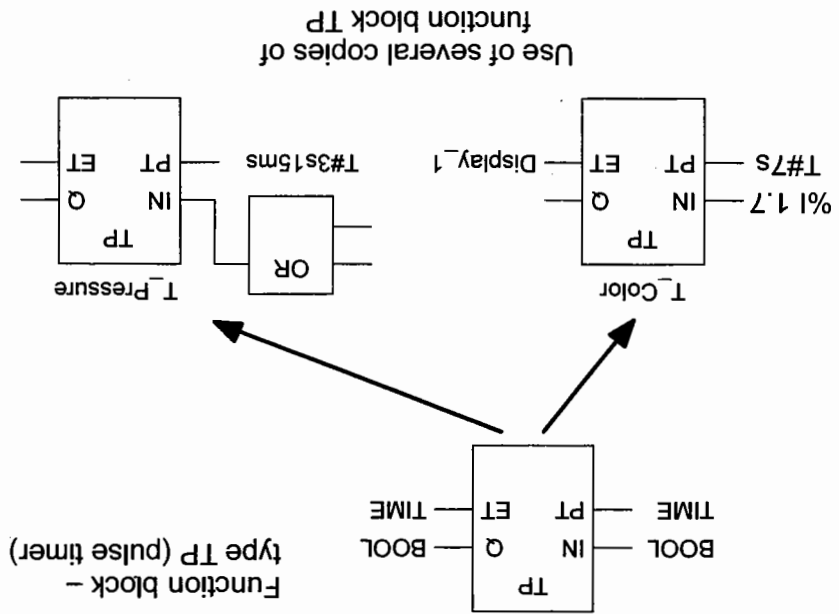 TP
BOOL IN Q BOOL
TIME PT ET TIME
Function block –
type TP (pulse timer)
T_Color
TP
%I 1.7 IN Q
T#7s PT ET Display_1
T_Pressure
OR
TP
IN Q
T#3s15ms PT ET
Use of several copies of
function block TP